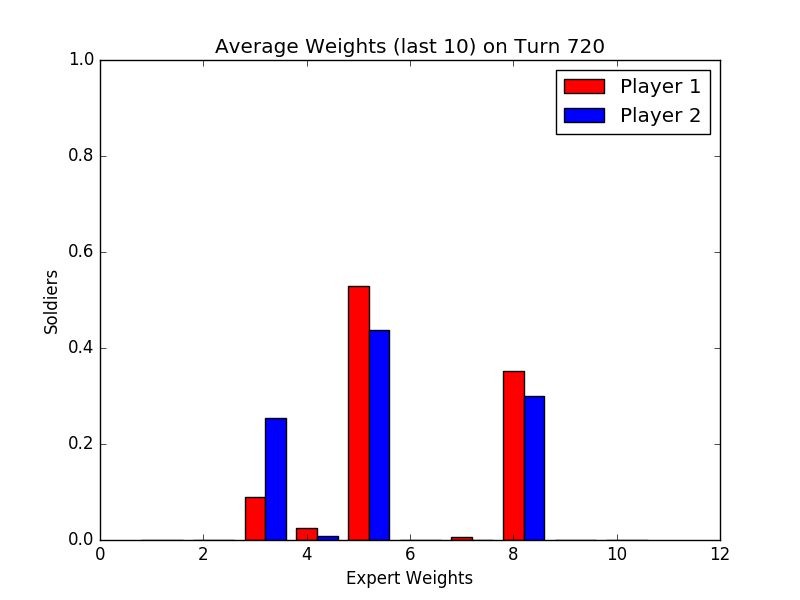 Average Weights (last 10) on Turn 720
1.0
Player 1
Player 2
0.8
0.6
Soldiers
0.4
0.2
0.0
0 2 4 6 8 10 12
Expert Weights